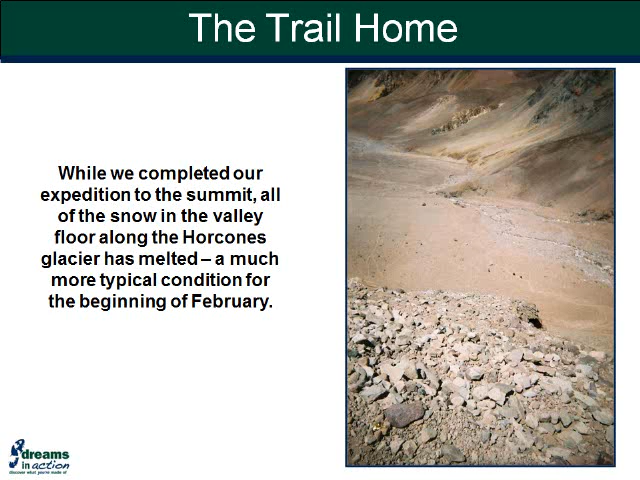 The Trail Home
While we completed our
expedition to the summit, all
of the snow in the valley
floor along the Horcones
glacier has melted – a much
more typical condition for
the beginning of February.
dreams
in action
discover what you're made of